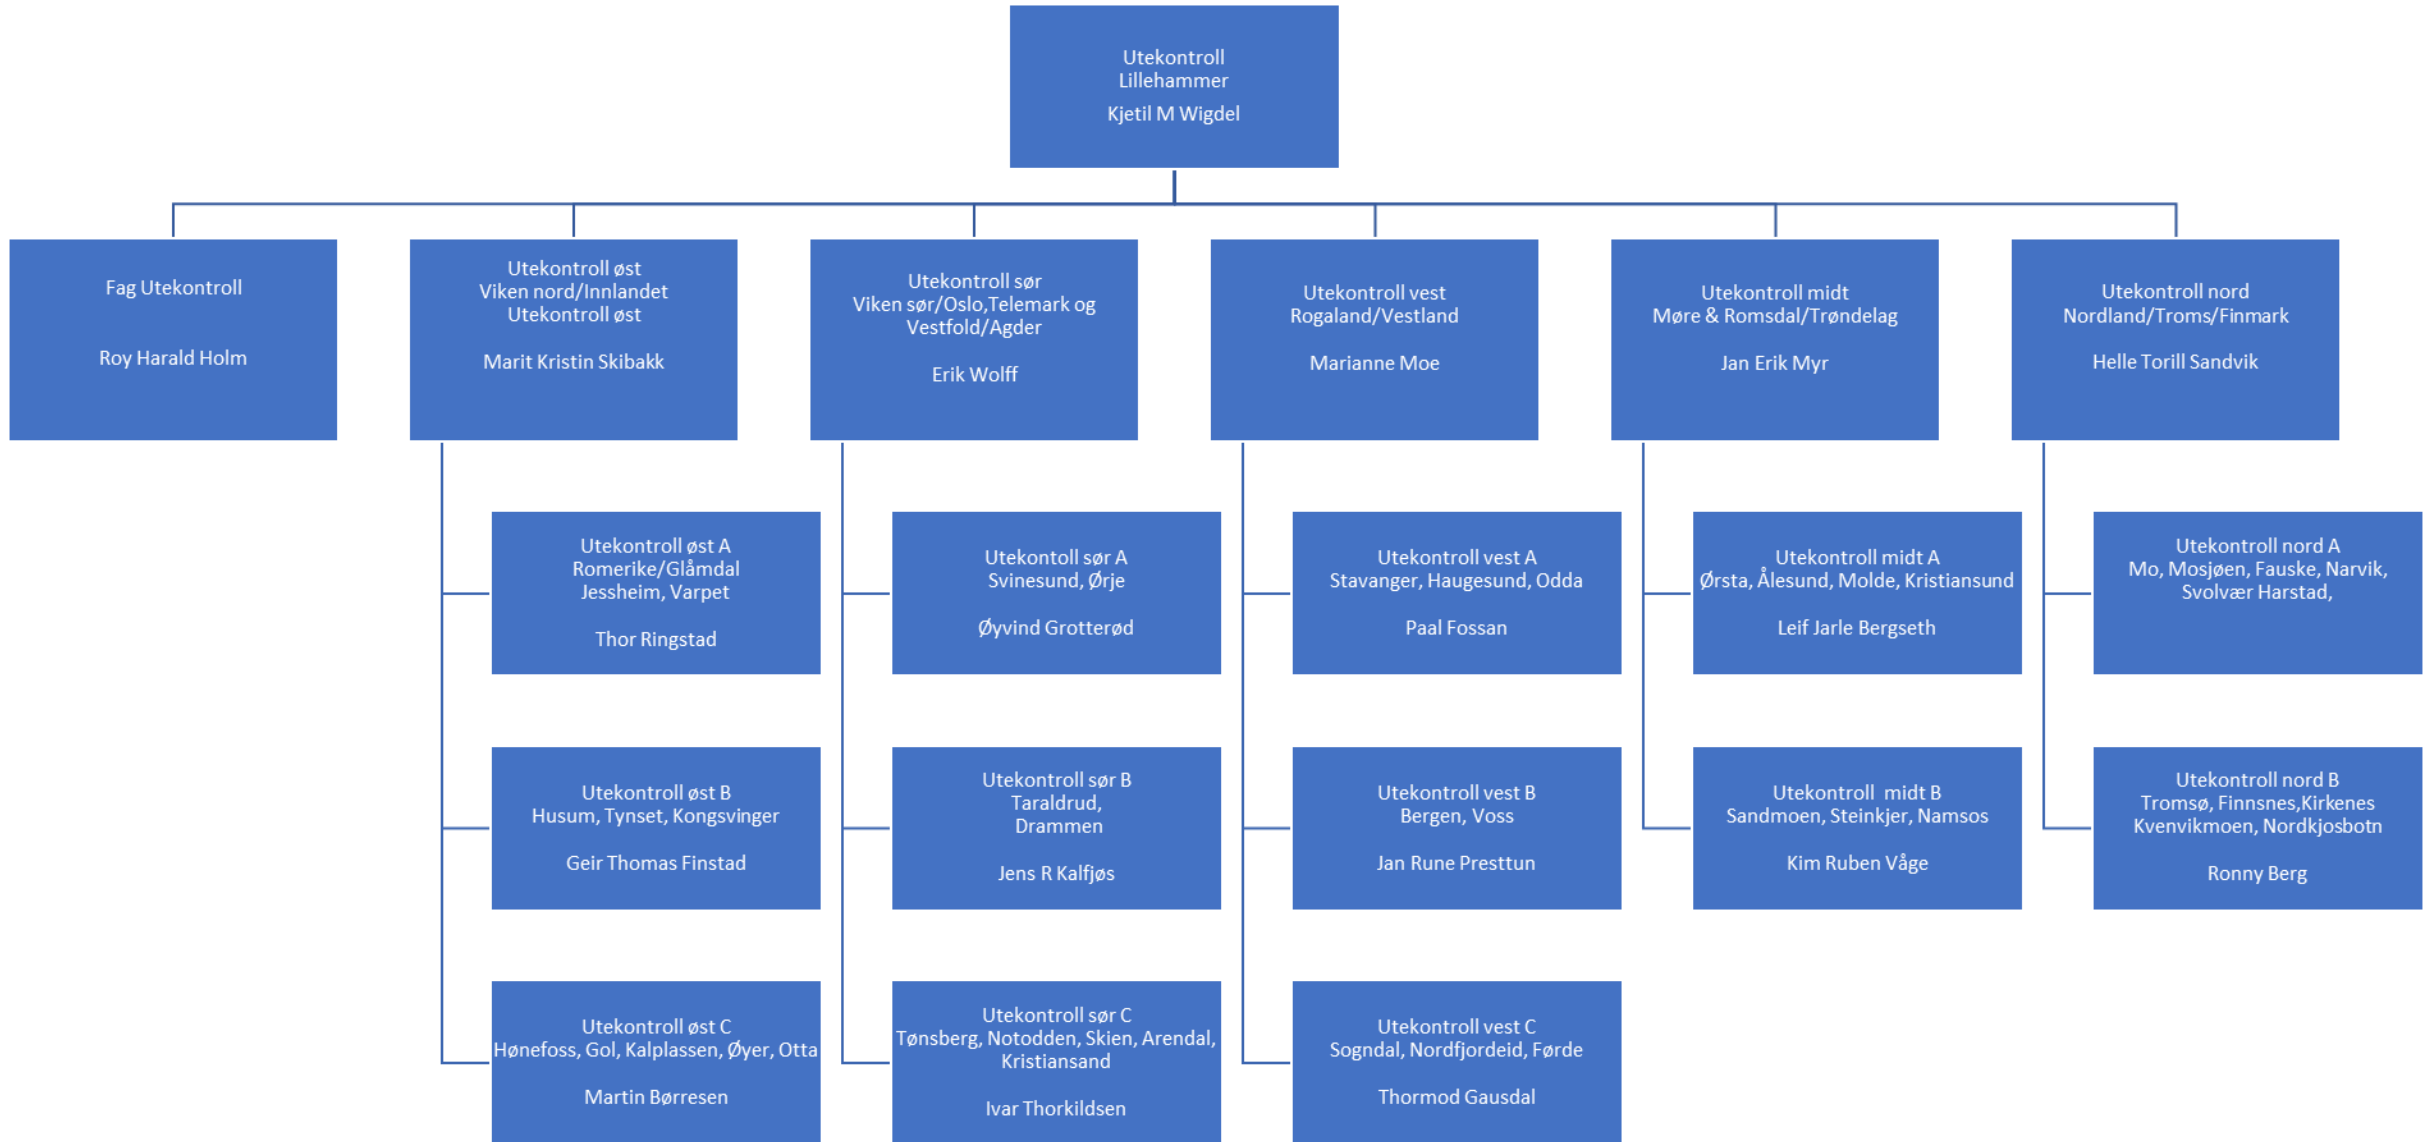 Utekontroll
Lillehammer
Kjetil M Wigdel
Fag Utekontroll
Roy Harald Holm
Utekontroll øst
Viken nord/Innlandet
Utekontroll øst
Marit Kristin Skibakk
Utekontroll sør
Viken sør/Oslo,Telemark og
Vestfold/Agder
Erik Wolff
Utekontroll vest
Rogaland/Vestland
Marianne Moe
Utekontroll midt
Møre & Romsdal/Trøndelag
Jan Erik Myr
Utekontroll nord
Nordland/Troms/Finmark
Helle Torill Sandvik
Utekontroll øst A
Romerike/Glåmdal
Jessheim, Varpet
Thor Ringstad
Utekontoll sør A
Svinesund, Ørje
Øyvind Grotterød
Utekontroll vest A
Stavanger, Haugesund, Odda
Paal Fossan
Utekontroll midt A
Ørsta, Ålesund, Molde, Kristiansund
Leif Jarle Bergseth
Utekontroll nord A
Mo, Mosjøen, Fauske, Narvik,
Svolvær Harstad,
Utekontroll øst B
Husum, Tynset, Kongsvinger
Geir Thomas Finstad
Utekontroll sør B
Taraldrud,
Drammen
Jens R Kalfjøs
Utekontroll vest B
Bergen, Voss
Jan Rune Presttun
Utekontroll  midt B
Sandmoen, Steinkjer, Namsos
Kim Ruben Våge
Utekontroll nord B
Tromsø, Finnsnes,Kirkenes
Kvenvikmoen, Nordkjosbotn
Ronny Berg
Utekontroll øst C
Hønefoss, Gol, Kalplassen, Øyer, Otta
Martin Børresen
Utekontroll sør C
Tønsberg, Notodden, Skien, Arendal,
Kristiansand
Ivar Thorkildsen
Utekontroll vest C
Sogndal, Nordfjordeid, Førde
Thormod Gausdal